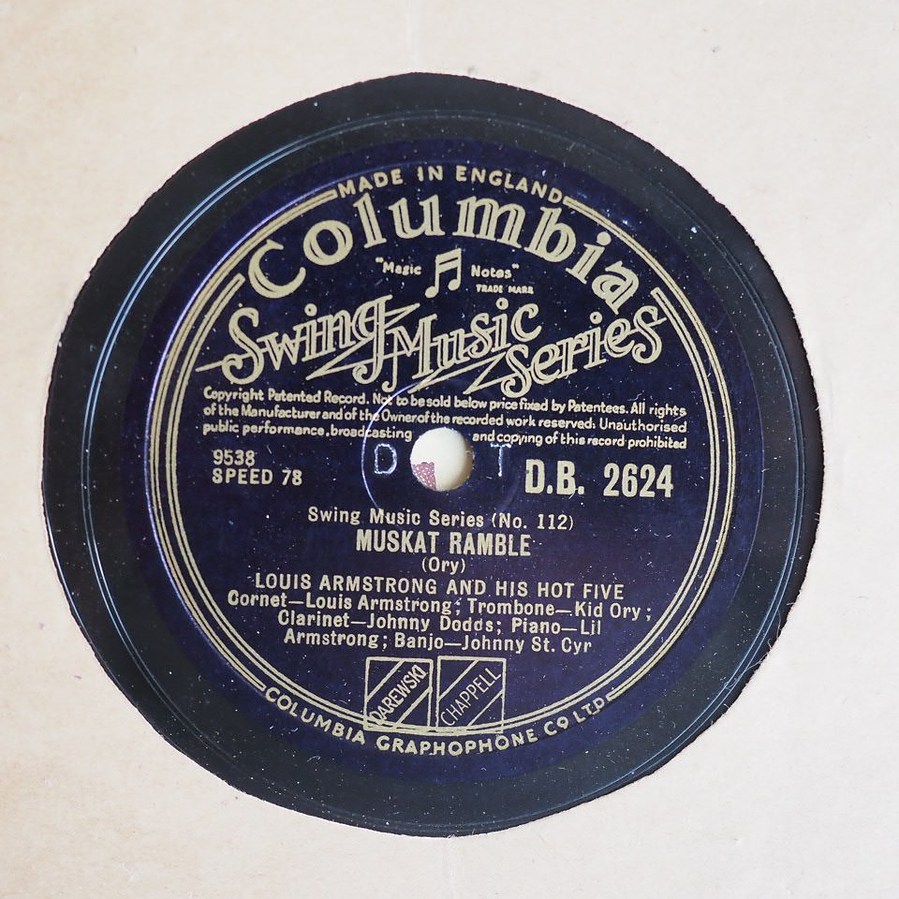 MADE IN ENGLAND
Columbia
"Magic Notes"
TRADE MARK
Swing Music Series
Copyright Patented Record. Not to be sold below price fixed by Patentees. All rights
of the Manufacturer and of the Owner of the recorded work reserved. Unauthorised
public performance, broadcasting and copying of this record prohibited
9538
SPEED 78
D.B. 2624
Swing Music Series (No. 112)
MUSKAT RAMBLE
(Ory)
LOUIS ARMSTRONG AND HIS HOT FIVE
Cornet—Louis Armstrong; Trombone—Kid Ory;
Clarinet—Johnny Dodds; Piano—Lil
Armstrong; Banjo—Johnny St. Cyr
DAREWSKI
CHAPPELL
COLUMBIA GRAPHOPHONE CO LTD